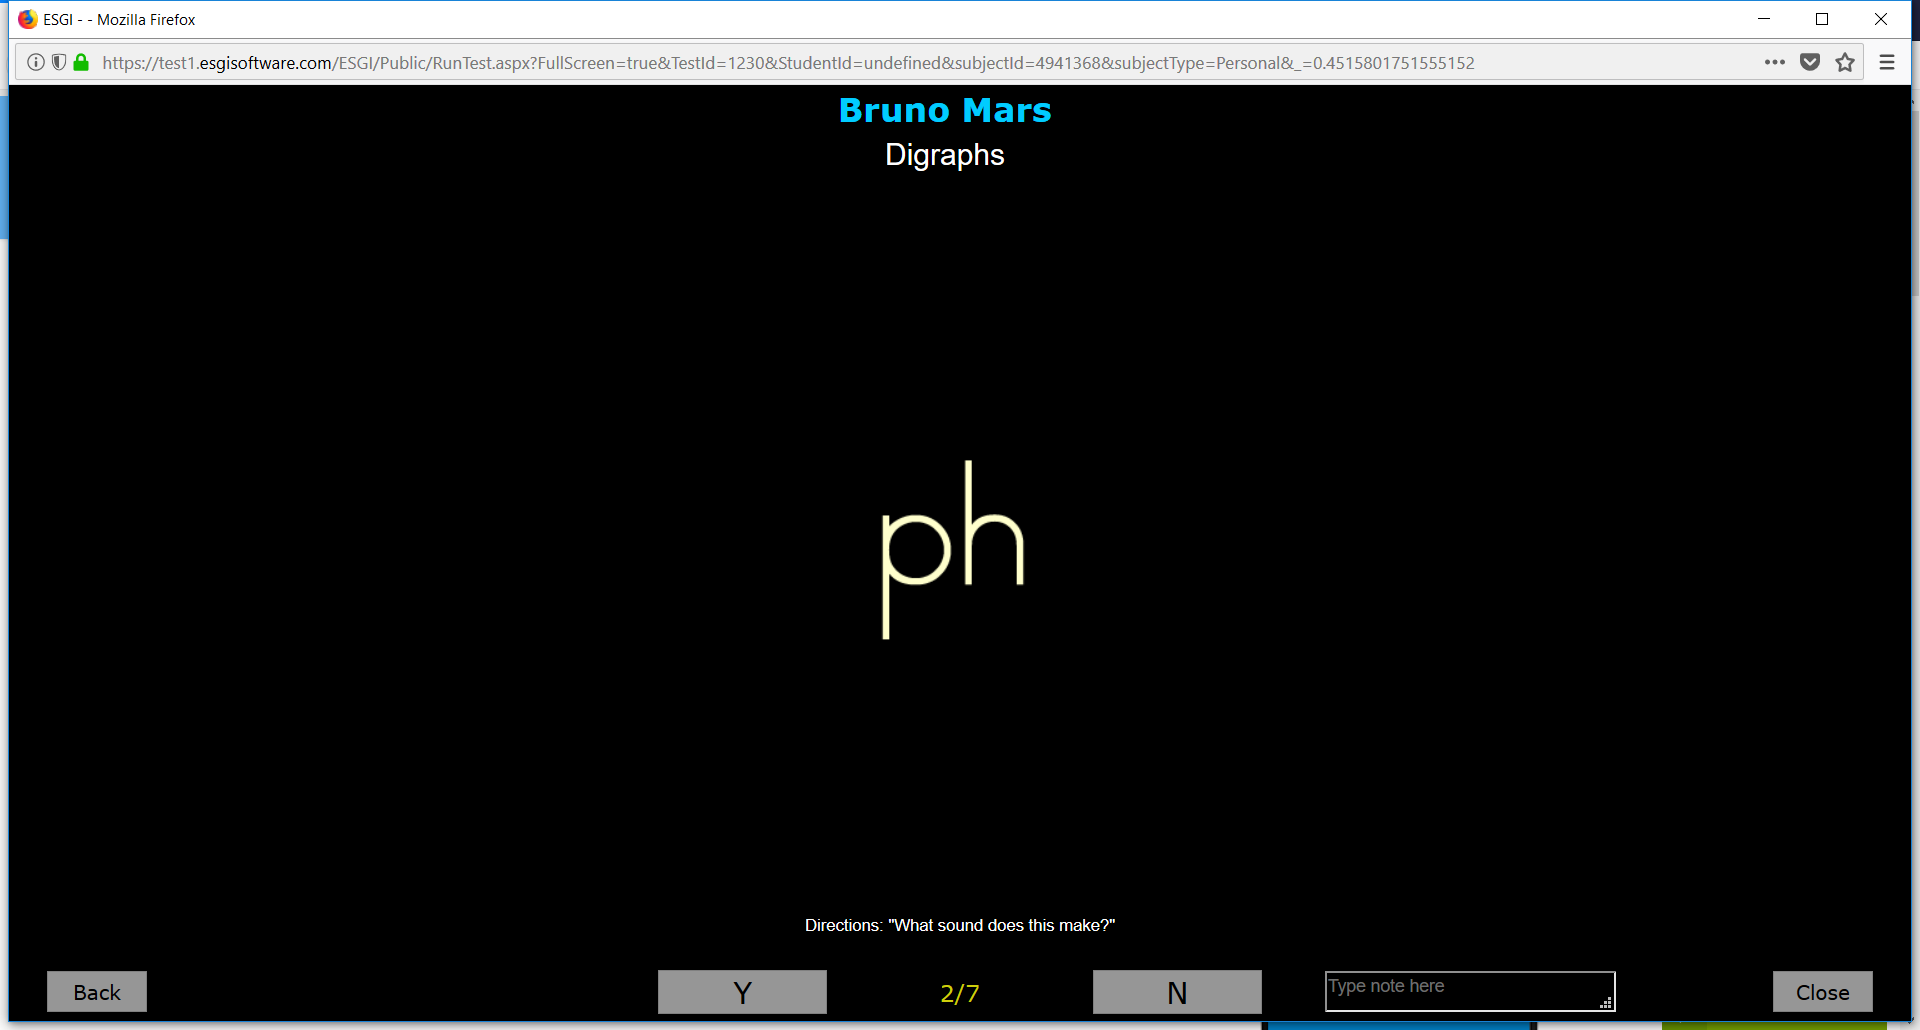 ESGI - - Mozilla Firefox
https://test1.esgisoftware.com/ESGI/Public/RunTest.aspx?FullScreen=true&TestId=1230&StudentId=undefined&subjectId=4941368&subjectType=Personal&_=0.4515801751555152
Bruno Mars
Digraphs
ph
Directions: "What sound does this make?"
Back Y 2/7 N Type note here Close